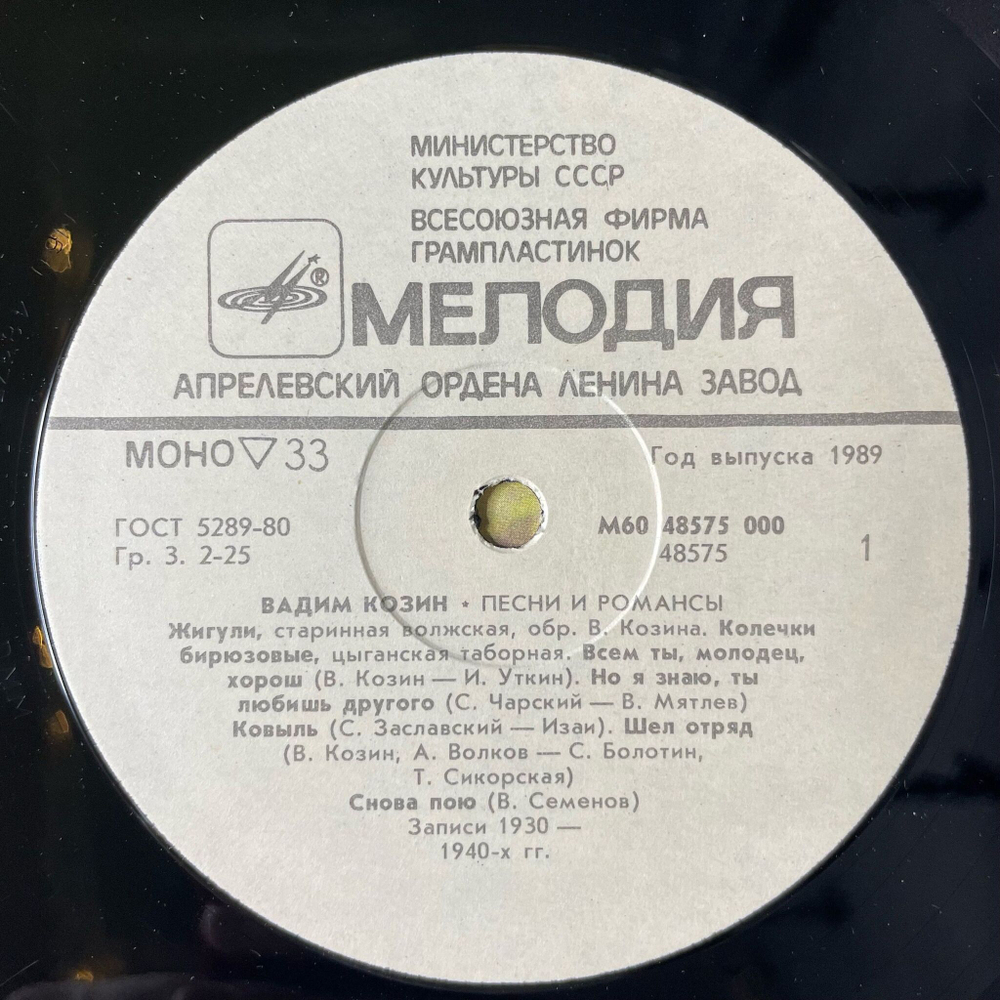 МИНИСТЕРСТВО
КУЛЬТУРЫ СССР
ВСЕСОЮЗНАЯ ФИРМА
ГРАМПЛАСТИНОК
®
МЕЛОДИЯ
АПРЕЛЕВСКИЙ ОРДЕНА ЛЕНИНА ЗАВОД
МОНО ▽ 33
Год выпуска 1989
ГОСТ 5289-80
Гр. 3. 2-25
М60 48575 000
48575
1
ВАДИМ КОЗИН • ПЕСНИ И РОМАНСЫ
Жигули, старинная волжская, обр. В. Козина. Колечки
бирюзовые, цыганская таборная. Всем ты, молодец,
хорош (В. Козин — И. Уткин). Но я знаю, ты
любишь другого (С. Чарский — В. Мятлев)
Ковыль (С. Заславский — Изаи). Шел отряд
(В. Козин, А. Волков — С. Болотин,
Т. Сикорская)
Снова пою (В. Семенов)
Записи 1930 —
1940-х гг.